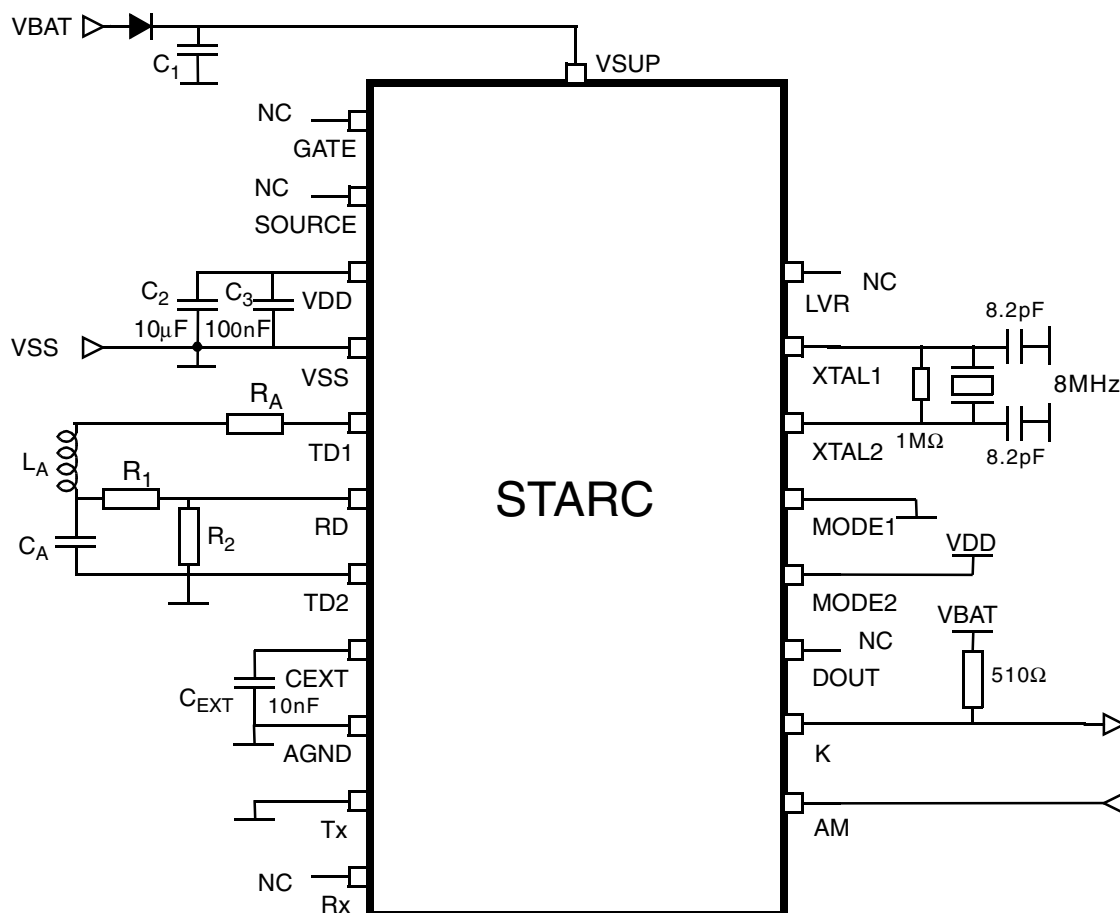 VBAT
C1
VSUP
NC
GATE
NC
SOURCE
C2
C3
VDD
10µF
100nF
VSS
VSS
RA
TD1
LA
R1
RD
CA
R2
TD2
CEXT
CEXT
10nF
AGND
Tx
NC
Rx
STARC
NC
LVR
8.2pF
XTAL1
8MHz
1MΩ
XTAL2
8.2pF
MODE1
VDD
MODE2
VBAT
NC
DOUT
510Ω
K
AM